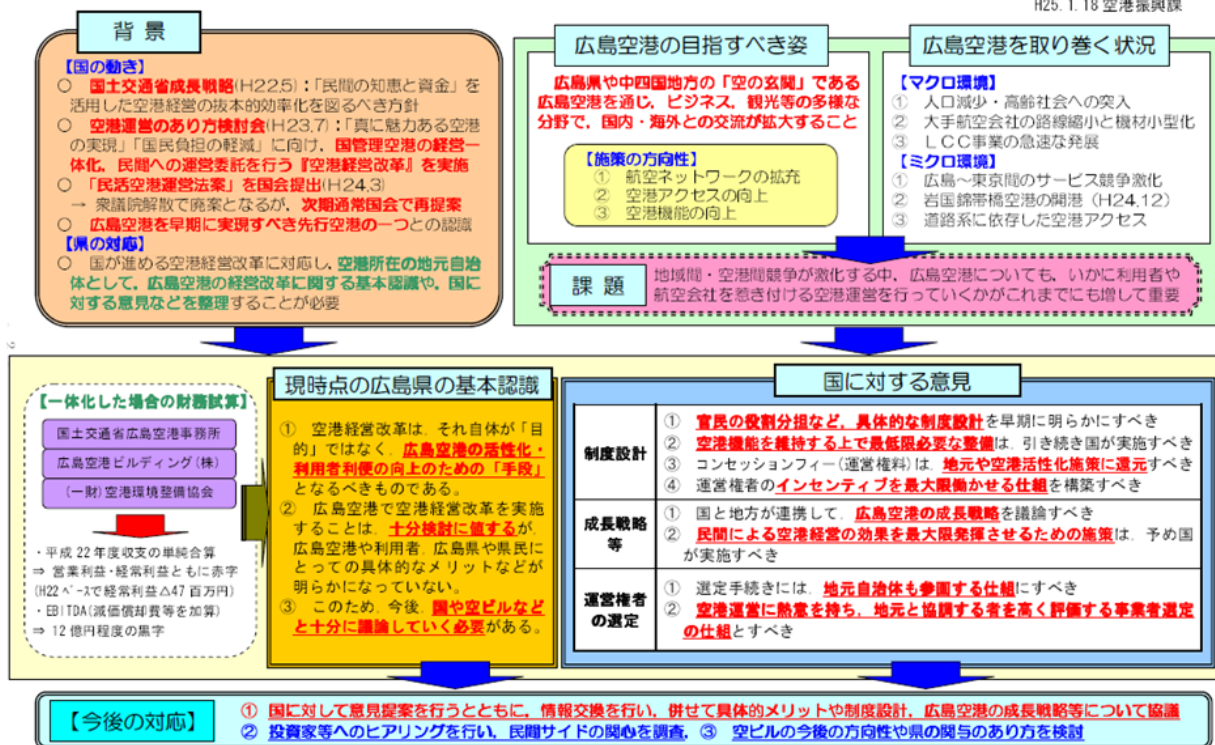 H25.1.18 空港振興課
背 景
【国の動き】
○ 国土交通省成長戦略(H22.5)：「民間の知恵と資金」を
活用した空港経営の抜本的効率化を図るべき方針
○ 空港運営のあり方検討会(H23.7)：「真に魅力ある空港
の実現」「国民負担の軽減」に向け，国管理空港の経営一
体化，民間への運営委託を行う『空港経営改革』を実施
○ 「民活空港運営法案」を国会提出(H24.3)
→ 衆議院解散で廃案となるが，次期通常国会で再提案
○ 広島空港を早期に実現すべき先行空港の一つとの認識
【県の対応】
○ 国が進める空港経営改革に対応し，空港所在の地元自治
体として，広島空港の経営改革に関する基本認識や，国に
対する意見などを整理することが必要
広島空港の目指すべき姿
広島県や中四国地方の「空の玄関」である
広島空港を通じ，ビジネス，観光等の多様な
分野で，国内・海外との交流が拡大すること
【施策の方向性】
① 航空ネットワークの拡充
② 空港アクセスの向上
③ 空港機能の向上
広島空港を取り巻く状況
【マクロ環境】
① 人口減少・高齢社会への突入
② 大手航空会社の路線縮小と機材小型化
③ ＬＣＣ事業の急速な発展
【ミクロ環境】
① 広島～東京間のサービス競争激化
② 岩国錦帯橋空港の開港（H24.12）
③ 道路系に依存した空港アクセス
課 題
地域間・空港間競争が激化する中，広島空港についても，いかに利用者や
航空会社を惹き付ける空港運営を行っていくかがこれまでにも増して重要
【一体化した場合の財務試算】
国土交通省広島空港事務所
広島空港ビルディング(株)
(一財)空港環境整備協会
・平成22年度収支の単純合算
⇒ 営業利益・経常利益ともに赤字
(H22ベースで経常利益△47百万円)
・EBITDA(減価償却費等を加算)
⇒ 12億円程度の黒字
現時点の広島県の基本認識
① 空港経営改革は，それ自体が「目
的」ではなく，広島空港の活性化・
利用者利便の向上のための「手段」
となるべきものである。
② 広島空港で空港経営改革を実施
することは，十分検討に値するが，
広島空港や利用者，広島県や県民に
とっての具体的なメリットなどが
明らかになっていない。
③ このため，今後，国や空ビルなど
と十分に議論していく必要がある。
国に対する意見
制度設計
① 官民の役割分担など，具体的な制度設計を早期に明らかにすべき
② 空港機能を維持する上で最低限必要な整備は，引き続き国が実施すべき
③ コンセッションフィー(運営権料)は，地元や空港活性化施策に還元すべき
④ 運営権者のインセンティブを最大限働かせる仕組を構築すべき
成長戦略
等
① 国と地方が連携して，広島空港の成長戦略を議論すべき
② 民間による空港経営の効果を最大限発揮させるための施策は，予め国
が実施すべき
運営権者
の選定
① 選定手続きには，地元自治体も参画する仕組にすべき
② 空港運営に熱意を持ち，地元と協調する者を高く評価する事業者選定
の仕組とすべき
【今後の対応】
① 国に対して意見提案を行うとともに，情報交換を行い，併せて具体的メリットや制度設計，広島空港の成長戦略等について協議
② 投資家等へのヒアリングを行い，民間サイドの関心を調査，③ 空ビルの今後の方向性や県の関与のあり方を検討